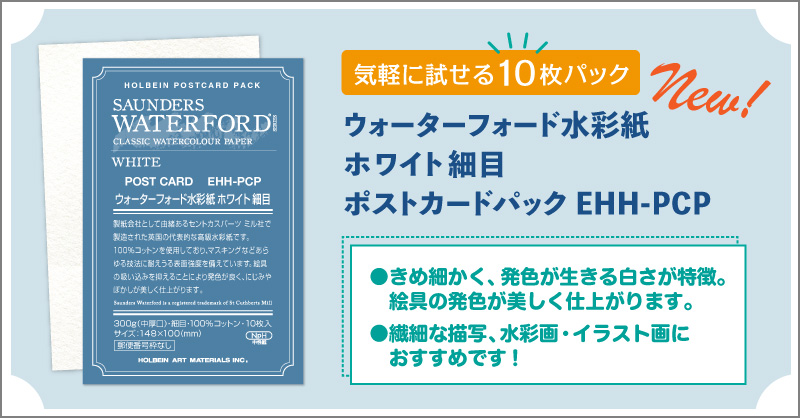 HOLBEIN POSTCARD PACK
SAUNDERS
WATERFORD
CLASSIC WATERCOLOUR PAPER
WHITE
POST CARD EHH-PCP
ウォーターフォード水彩紙 ホワイト 細目
製紙会社として由緒あるセントカスバーツ ミル社で
製造された英国の代表的な高級水彩紙です。
100%コットンを使用しており、マスキングなどあら
ゆる技法に耐えうる表面強度を備えています。絵具
の吸い込みを抑えることにより発色が良く、にじみや
ぼかしが美しく仕上がります。
Saunders Waterford is a registered trademark of St Cuthberts Mill
300g(中厚口)・細目・100%コットン・10枚入
サイズ:148×100(mm)
郵便番号枠なし
NpH
中性紙
HOLBEIN ART MATERIALS INC.
気軽に試せる10枚パック
New!
ウォーターフォード水彩紙
ホワイト 細目
ポストカードパック EHH-PCP
●きめ細かく、発色が生きる白さが特徴。
絵具の発色が美しく仕上がります。
●繊細な描写、水彩画・イラスト画に
おすすめです!